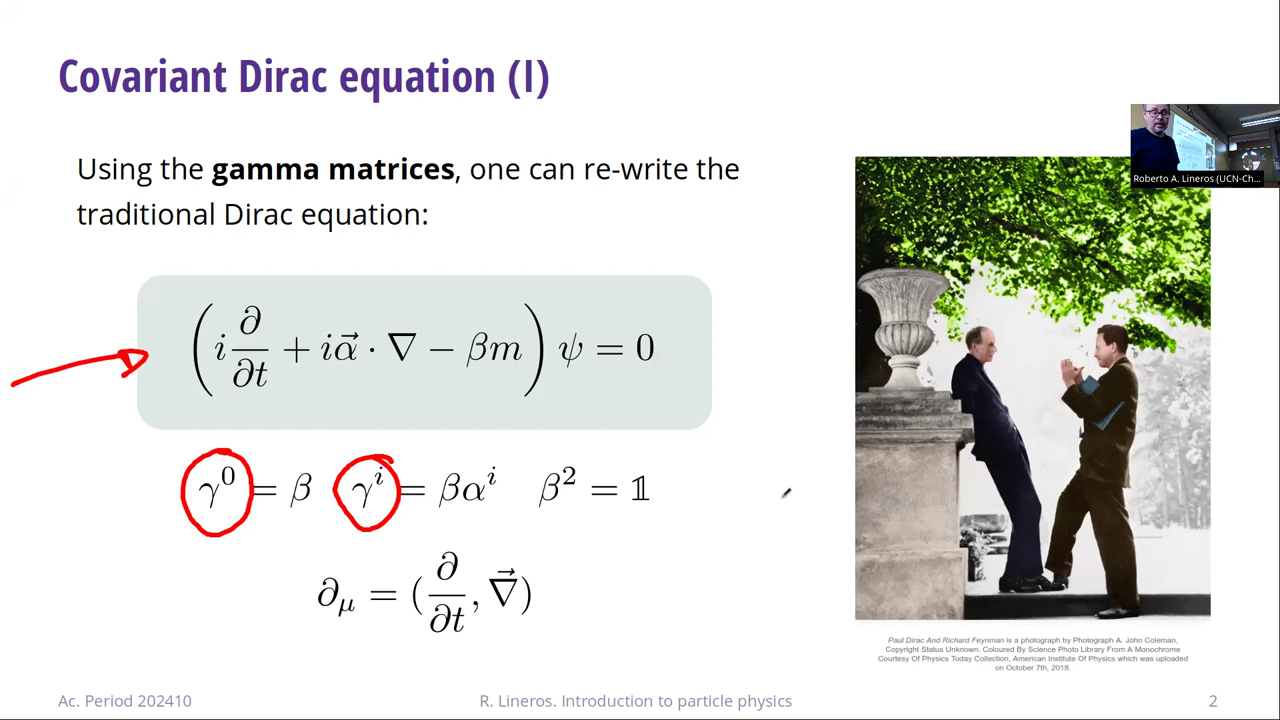 Covariant Dirac equation (I)
Using the gamma matrices, one can re-write the
traditional Dirac equation:
(i ∂/∂t + i α⃗ · ∇ − βm) ψ = 0
γ⁰ = β   γⁱ = βαⁱ   β² = 𝟙
∂_μ = (∂/∂t, ∇⃗)
Roberto A. Lineros (UCN-Ch...
Paul Dirac And Richard Feynman is a photograph by Photograph A. John Coleman,
Copyright Status Unknown. Coloured By Science Photo Library From A Monochrome
Courtesy Of Physics Today Collection, American Institute Of Physics which was uploaded
on October 7th, 2018.
Ac. Period 202410
R. Lineros. Introduction to particle physics
2